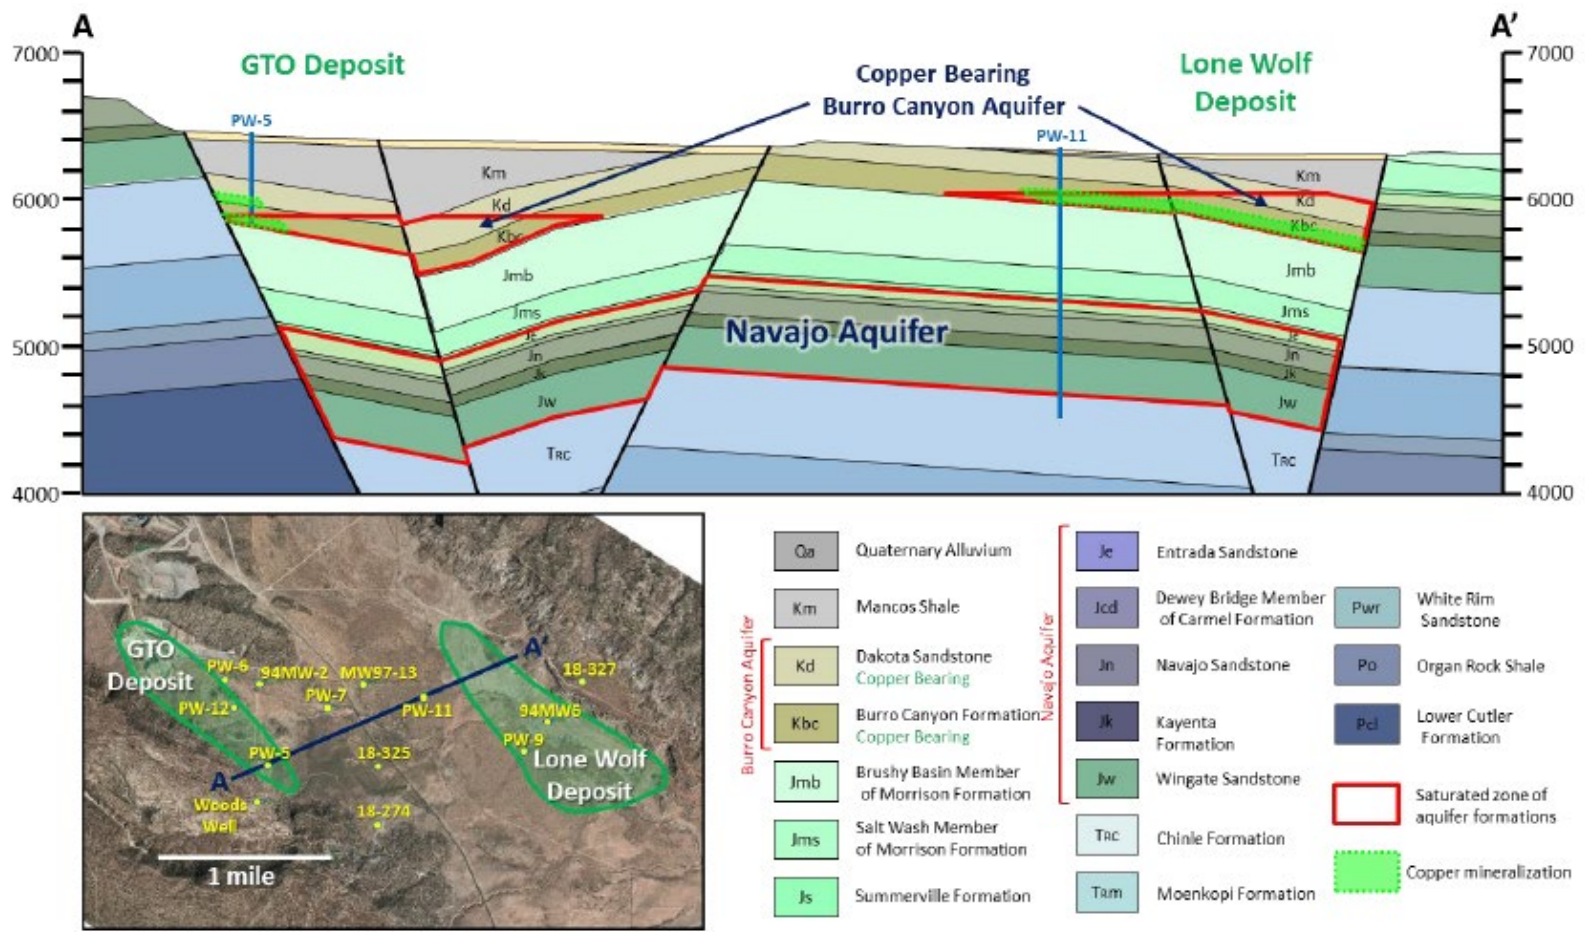 A
A'
7000
6000
5000
4000
7000
6000
5000
4000
GTO Deposit
Copper Bearing
Burro Canyon Aquifer
Lone Wolf
Deposit
PW-5
PW-11
Km
Kd
Kbc
Jmb
Jms
Je
Jn
Jk
Jw
TRC
Navajo Aquifer
Km
Kd
Kbc
Jmb
Jms
Je
Jn
Jk
Jw
TRC
GTO
Deposit
PW-6
94MW-2
MW97-13
PW-7
PW-12
PW-11
A'
18-327
94MW6
PW-9
Lone Wolf
Deposit
PW-5
A
18-325
Woods
Well
18-274
1 mile
Burro Canyon Aquifer
Qa
Quaternary Alluvium
Km
Mancos Shale
Kd
Dakota Sandstone
Copper Bearing
Kbc
Burro Canyon Formation
Copper Bearing
Jmb
Brushy Basin Member
of Morrison Formation
Jms
Salt Wash Member
of Morrison Formation
Js
Summerville Formation
Navajo Aquifer
Je
Entrada Sandstone
Jcd
Dewey Bridge Member
of Carmel Formation
Jn
Navajo Sandstone
Jk
Kayenta
Formation
Jw
Wingate Sandstone
TRC
Chinle Formation
TRm
Moenkopi Formation
Pwr
White Rim
Sandstone
Po
Organ Rock Shale
Pcl
Lower Cutler
Formation
Saturated zone of
aquifer formations
Copper mineralization